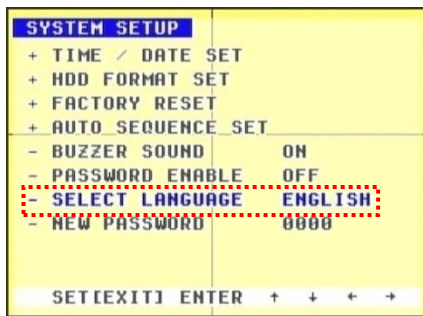 SYSTEM SETUP
+ TIME / DATE SET
+ HDD FORMAT SET
+ FACTORY RESET
+ AUTO SEQUENCE SET
- BUZZER SOUND ON
- PASSWORD ENABLE OFF
- SELECT LANGUAGE ENGLISH
- NEW PASSWORD 0000
SET[EXIT] ENTER ↑ ↓ ← →